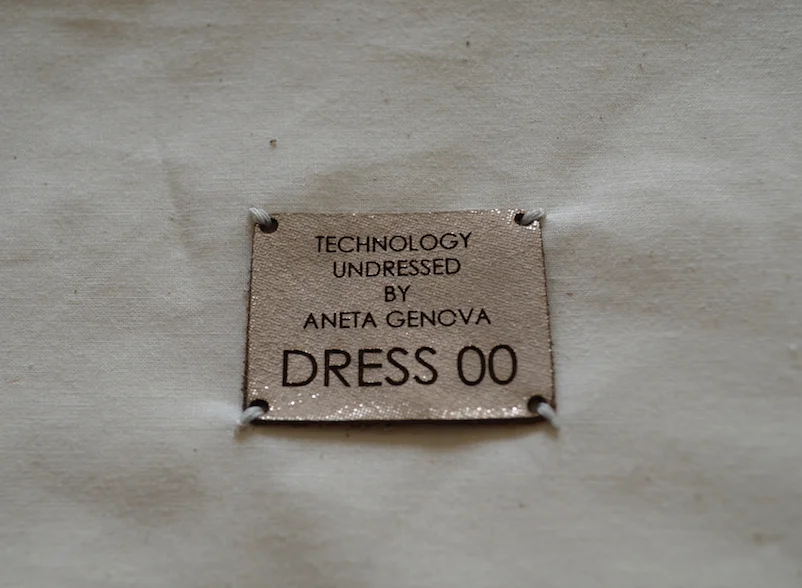 TECHNOLOGY
UNDRESSED
BY
ANETA GENOVA
DRESS 00